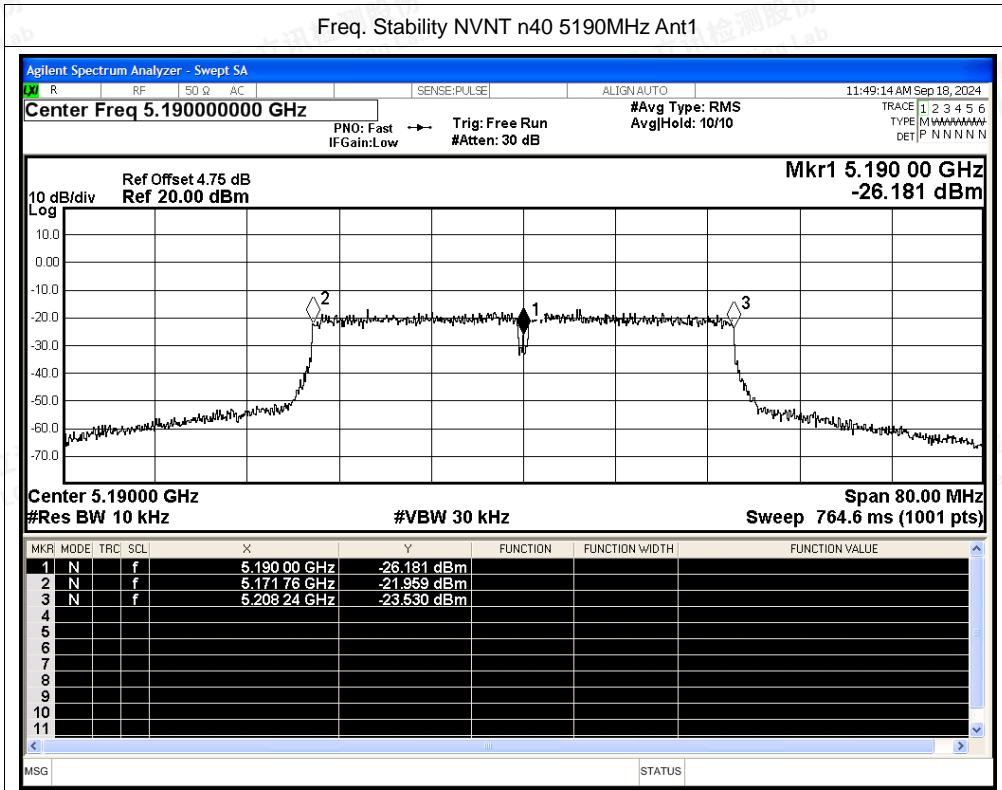 Freq. Stability NVNT n40 5190MHz Ant1
Agilent Spectrum Analyzer - Swept SA
LXI R RF 50 Ω AC SENSE:PULSE ALIGN AUTO 11:49:14 AM Sep 18, 2024
Center Freq 5.190000000 GHz #Avg Type: RMS TRACE 1 2 3 4 5 6
PNO: Fast Trig: Free Run Avg|Hold: 10/10 TYPE M WWWWW
IFGain:Low #Atten: 30 dB DET P N N N N N
Mkr1 5.190 00 GHz
Ref Offset 4.75 dB
10 dB/div Ref 20.00 dBm -26.181 dBm
Log
10.0
0.00
-10.0
2
1
3
-20.0
-30.0
-40.0
-50.0
-60.0
-70.0
Center 5.19000 GHz Span 80.00 MHz
#Res BW 10 kHz #VBW 30 kHz Sweep 764.6 ms (1001 pts)
MKR MODE TRC SCL X Y FUNCTION FUNCTION WIDTH FUNCTION VALUE
1 N f 5.190 00 GHz -26.181 dBm
2 N f 5.171 76 GHz -21.959 dBm
3 N f 5.208 24 GHz -23.530 dBm
4
5
6
7
8
9
10
11
MSG STATUS